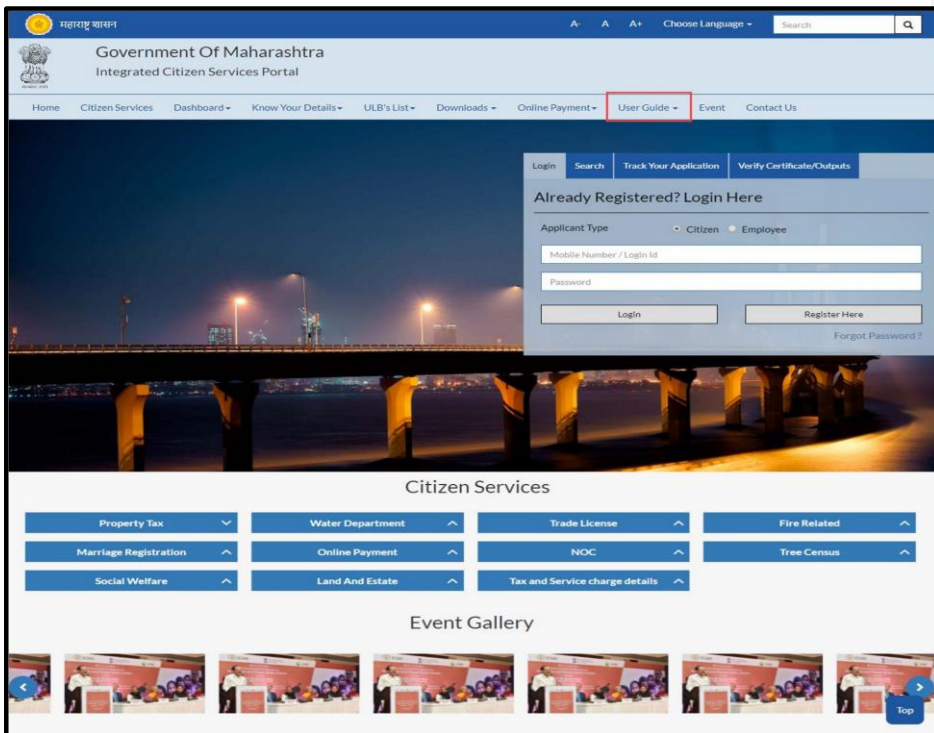 महाराष्ट्र शासन A- A A+ Choose Language Search
Government Of Maharashtra
Integrated Citizen Services Portal
Home Citizen Services Dashboard Know Your Details ULB's List Downloads Online Payment User Guide Event Contact Us
Login Search Track Your Application Verify Certificate/Outputs
Already Registered? Login Here
Applicant Type Citizen Employee
Mobile Number / Login Id
Password
Login Register Here
Forgot Password ?
Citizen Services
Property Tax Water Department Trade License Fire Related
Marriage Registration Online Payment NOC Tree Census
Social Welfare Land And Estate Tax and Service charge details
Event Gallery
Top